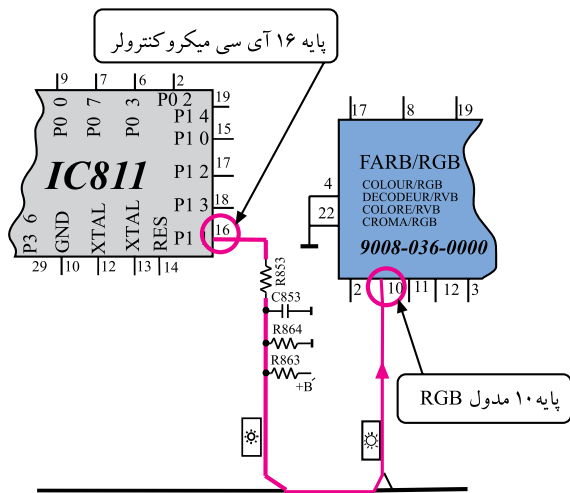 پایه ۱۶ آی سی میکروکنترولر
9 7 6 2
P0 0
P0 7
P0 3
P0 2
19
P1 4
15
P1 0
17
P1 2
18
P1 3
16
P1 1
IC811
P3 6
GND
XTAL
XTAL
RES
29 10 12 13 14
R853
C853
R864
R863
+B´
17 8 19
4
22
FARB/RGB
COLOUR/RGB
DECODEUR/RVB
COLORE/RVB
CROMA/RGB
9008-036-0000
2 10 11 12 3
پایه۱۰ مدول RGB